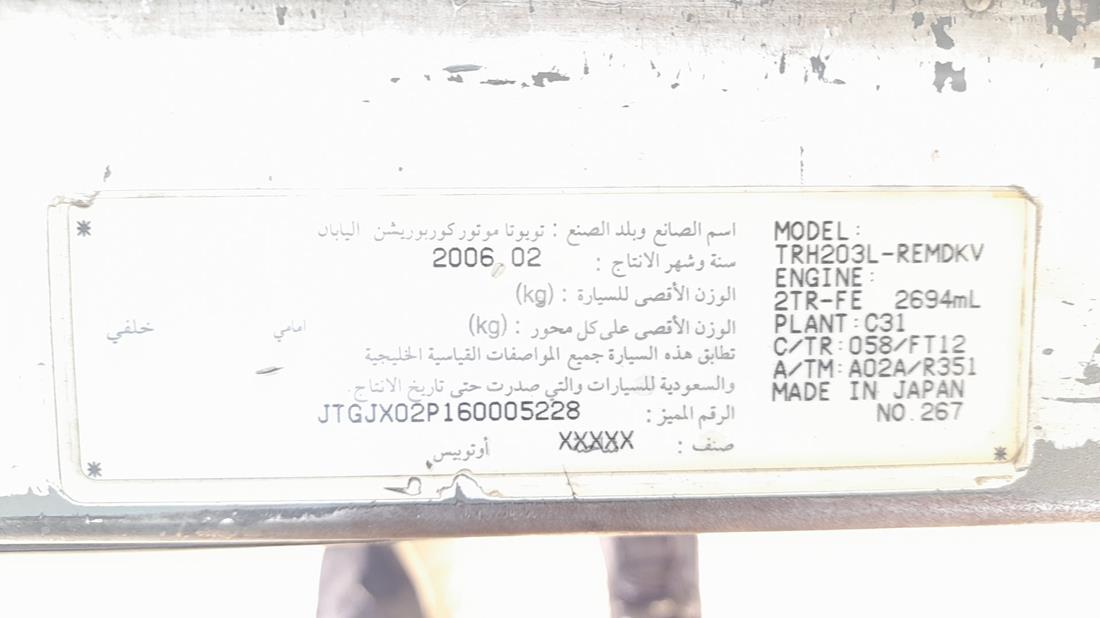 اسم الصانع وبلد الصنع : تويوتا موتور كوربوريشن اليابان
سنة وشهر الانتاج : 2006 02
الوزن الأقصى للسيارة : (kg)
الوزن الأقصى على كل محور : (kg) امامي خلفي
تطابق هذه السيارة جميع المواصفات القياسية الخليجية
والسعودية للسيارات والتي صدرت حتى تاريخ الانتاج.
الرقم المميز : JTGJX02P160005228
صنف : XXXXX أوتوبيس
MODEL:
TRH203L-REMDKV
ENGINE:
2TR-FE 2694mL
PLANT:C31
C/TR:058/FT12
A/TM:A02A/R351
MADE IN JAPAN
NO.267